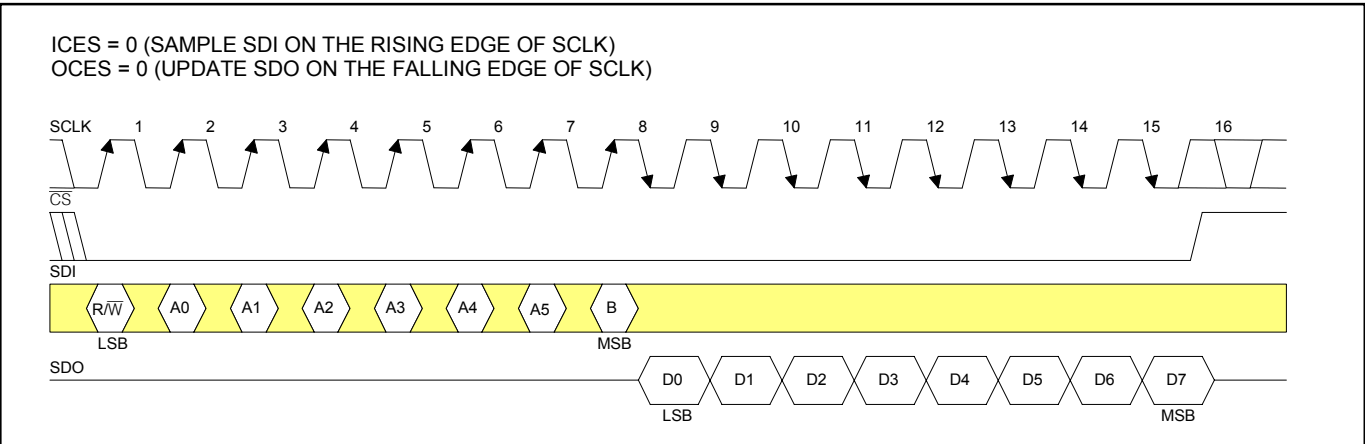 ICES = 0 (SAMPLE SDI ON THE RISING EDGE OF SCLK)
OCES = 0 (UPDATE SDO ON THE FALLING EDGE OF SCLK)
SCLK 1 2 3 4 5 6 7 8 9 10 11 12 13 14 15 16
C̅S̅
SDI
R/W̅ A0 A1 A2 A3 A4 A5 B
LSB MSB
SDO
D0 D1 D2 D3 D4 D5 D6 D7
LSB MSB